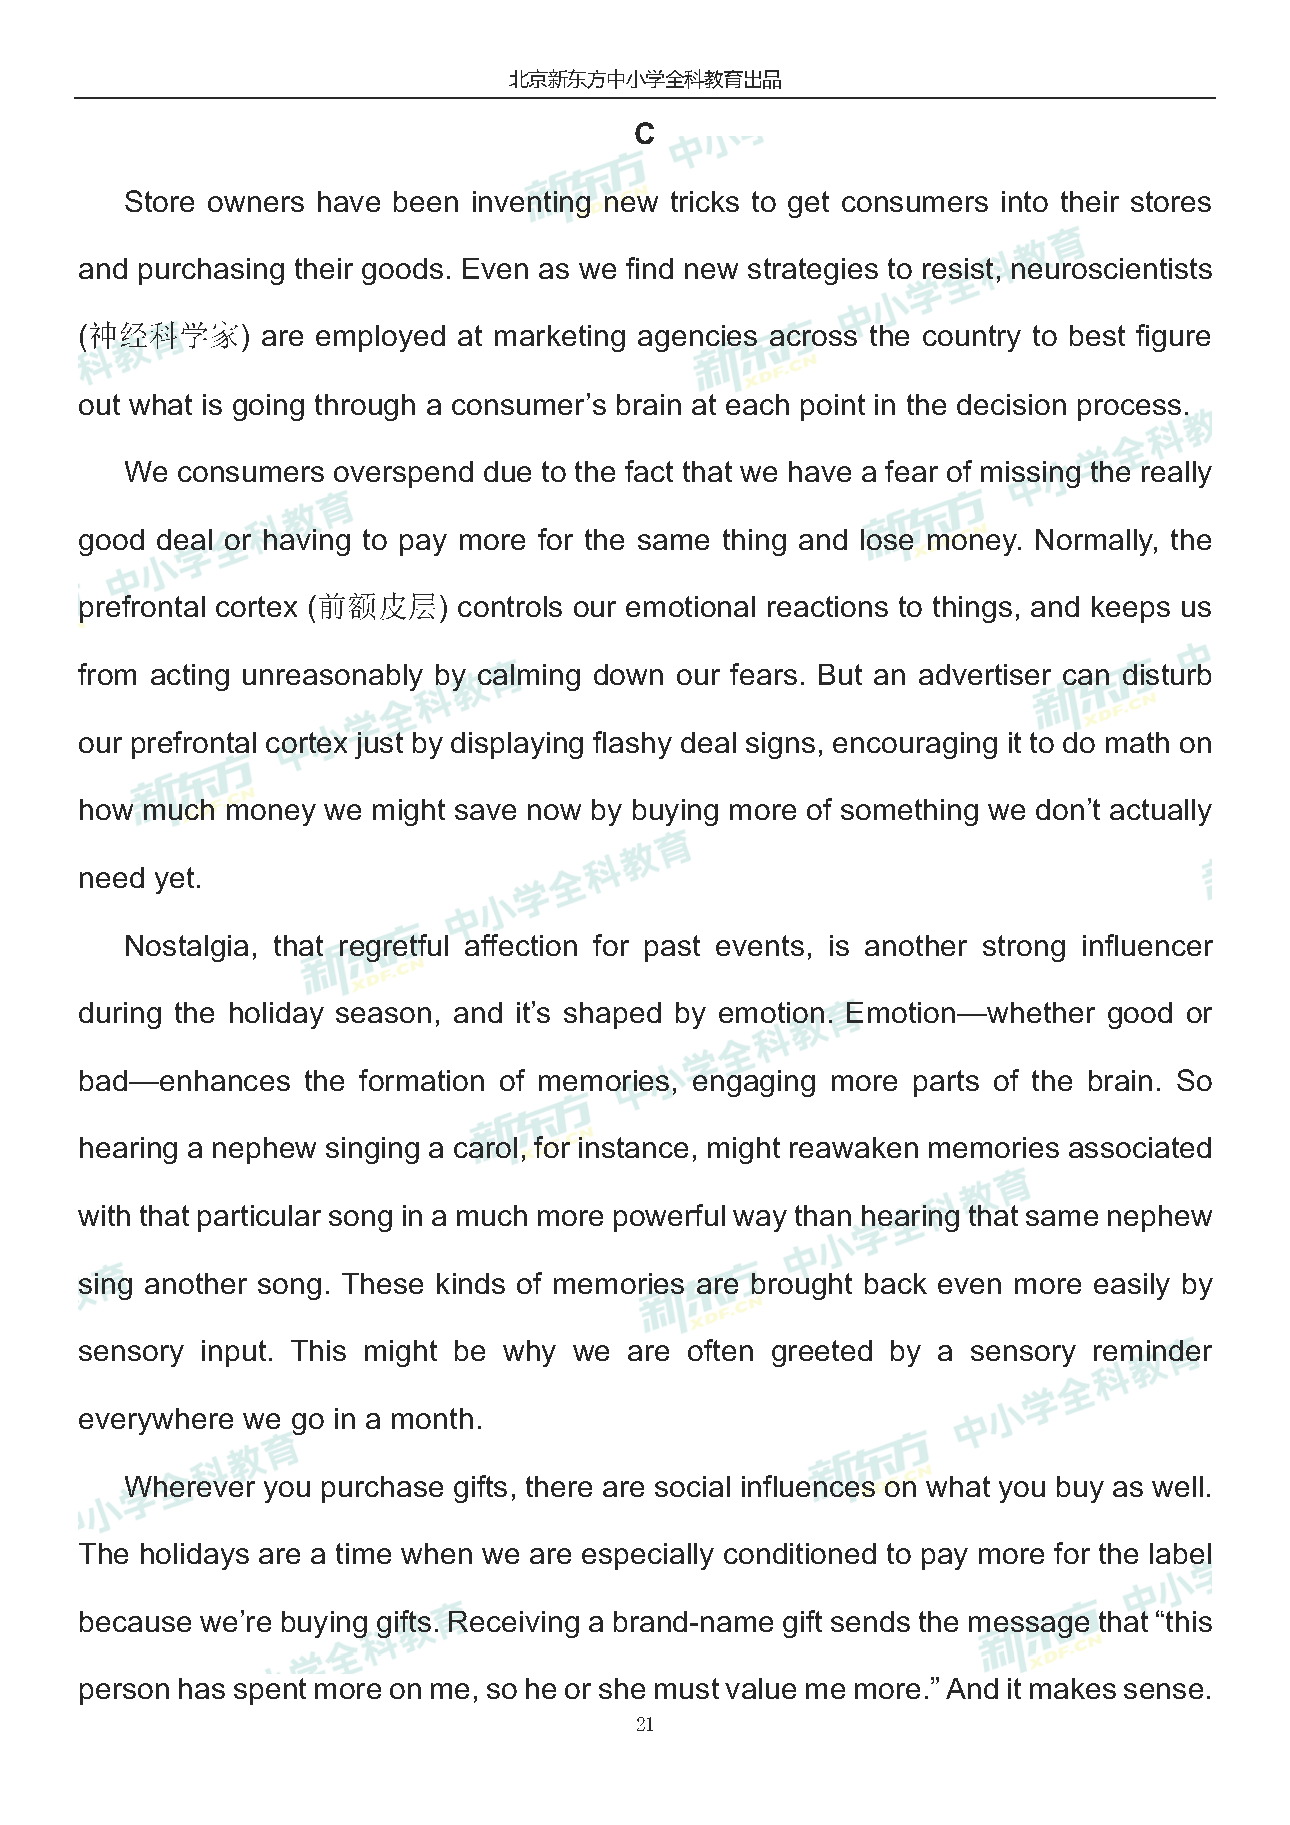 北京新东方中小学全科教育出品
C
Store owners have been inventing new tricks to get consumers into their stores
and purchasing their goods. Even as we find new strategies to resist, neuroscientists
(神经科学家) are employed at marketing agencies across the country to best figure
out what is going through a consumer’s brain at each point in the decision process.
We consumers overspend due to the fact that we have a fear of missing the really
good deal or having to pay more for the same thing and lose money. Normally, the
prefrontal cortex (前额皮层) controls our emotional reactions to things, and keeps us
from acting unreasonably by calming down our fears. But an advertiser can disturb
our prefrontal cortex just by displaying flashy deal signs, encouraging it to do math on
how much money we might save now by buying more of something we don’t actually
need yet.
Nostalgia, that regretful affection for past events, is another strong influencer
during the holiday season, and it’s shaped by emotion. Emotion—whether good or
bad—enhances the formation of memories, engaging more parts of the brain. So
hearing a nephew singing a carol, for instance, might reawaken memories associated
with that particular song in a much more powerful way than hearing that same nephew
sing another song. These kinds of memories are brought back even more easily by
sensory input. This might be why we are often greeted by a sensory reminder
everywhere we go in a month.
Wherever you purchase gifts, there are social influences on what you buy as well.
The holidays are a time when we are especially conditioned to pay more for the label
because we’re buying gifts. Receiving a brand-name gift sends the message that “this
person has spent more on me, so he or she must value me more.” And it makes sense.
21